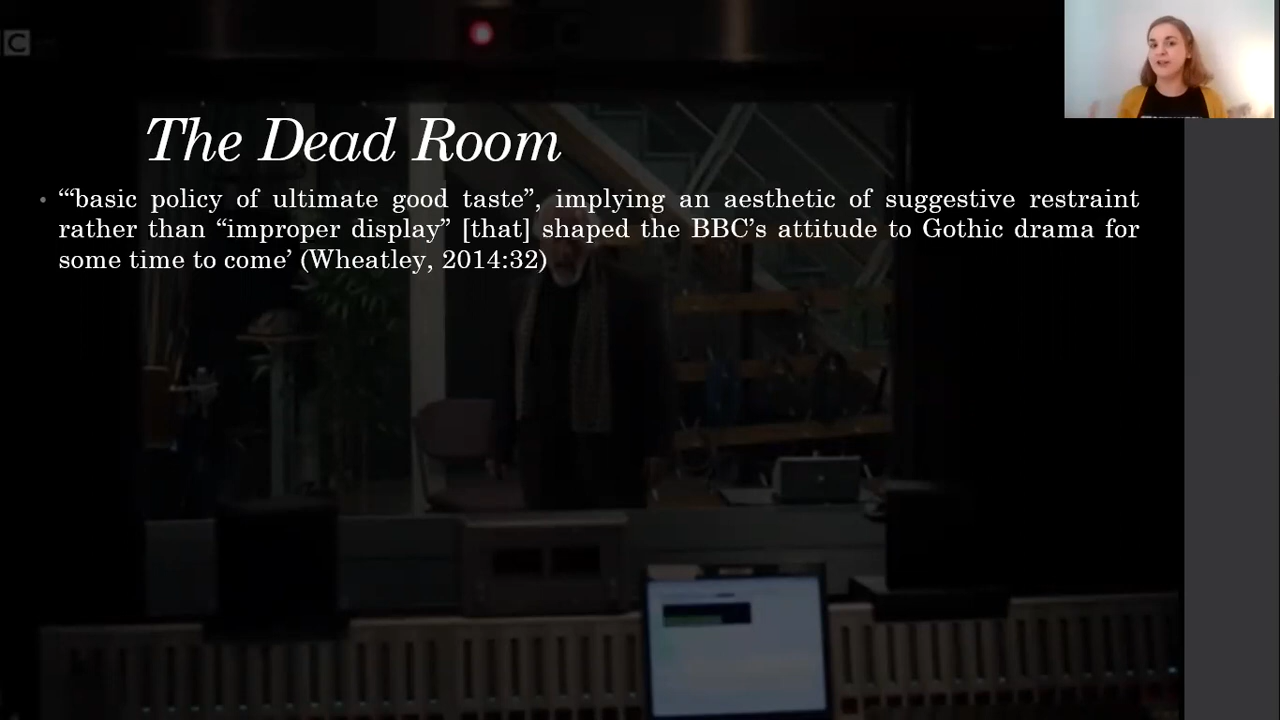 C
The Dead Room
• “‘basic policy of ultimate good taste”, implying an aesthetic of suggestive restraint
rather than “improper display” [that] shaped the BBC’s attitude to Gothic drama for
some time to come’ (Wheatley, 2014:32)